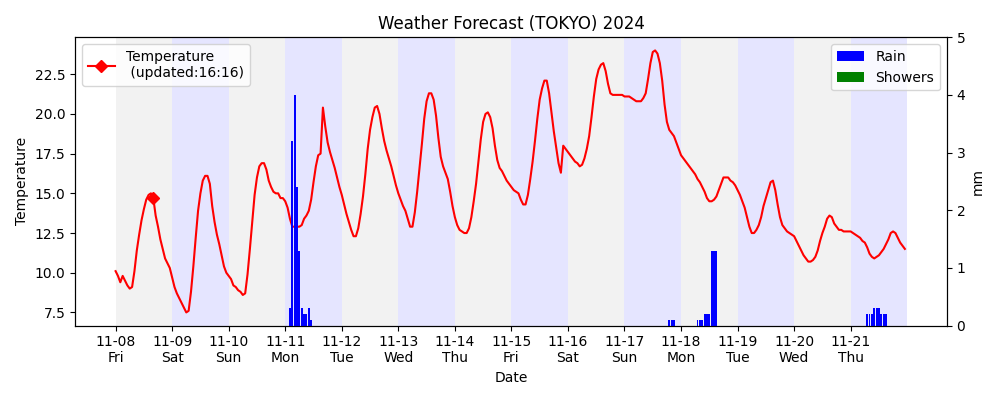 Weather Forecast (TOKYO) 2024
Temperature
(updated:16:16)
Rain
Showers
Temperature
22.5
20.0
17.5
15.0
12.5
10.0
7.5
5
4
3
2
1
0
mm
11-08 11-09 11-10 11-11 11-12 11-13 11-14 11-15 11-16 11-17 11-18 11-19 11-20 11-21
Fri Sat Sun Mon Tue Wed Thu Fri Sat Sun Mon Tue Wed Thu
Date